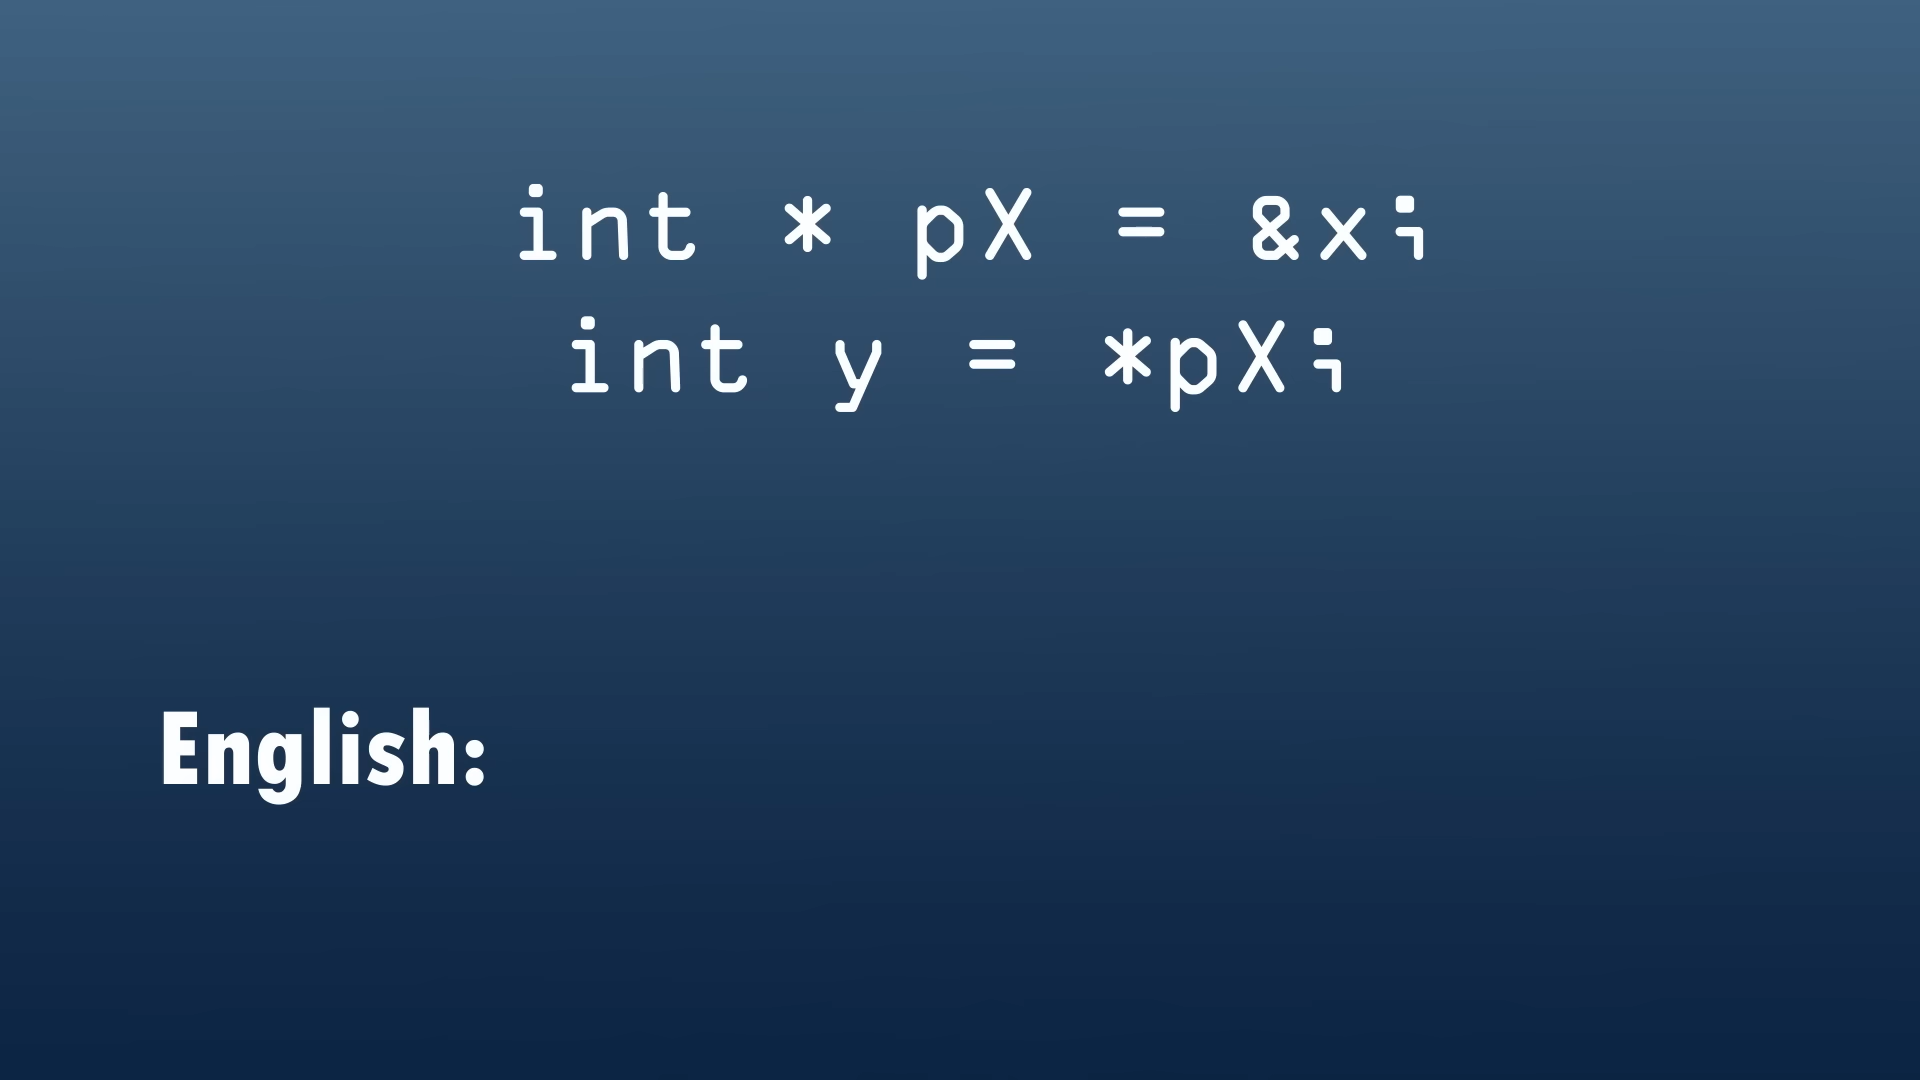 int * pX = &x;
int y = *pX;
English: